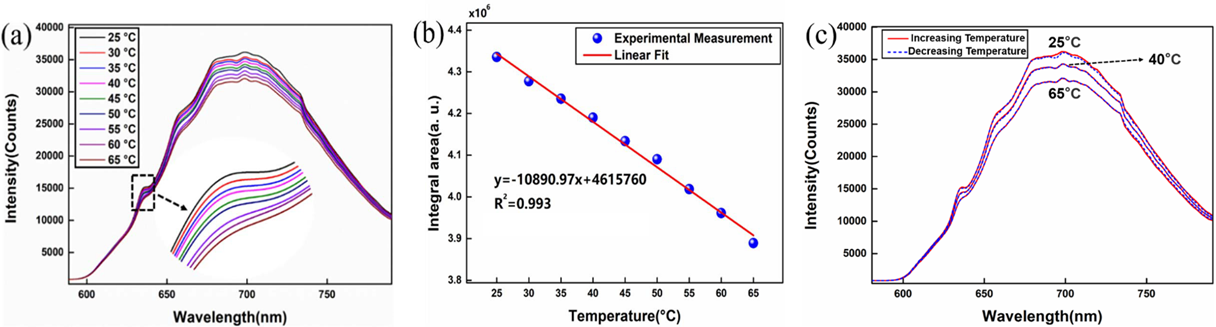 (a)
40000
35000
30000
25000
20000
15000
10000
5000
Intensity(Counts)
25 °C
30 °C
35 °C
40 °C
45 °C
50 °C
55 °C
60 °C
65 °C
600
650
700
750
Wavelength(nm)
(b)
x10⁶
4.4
4.3
4.2
4.1
4.0
3.9
3.8
Integral area(a. u.)
Experimental Measurement
Linear Fit
y=-10890.97x+4615760
R²=0.993
25
30
35
40
45
50
55
60
65
Temperature(°C)
(c)
40000
35000
30000
25000
20000
15000
10000
5000
Intensity(Counts)
Increasing Temperature
Decreasing Temperature
25°C
40°C
65°C
600
650
700
750
Wavelength(nm)